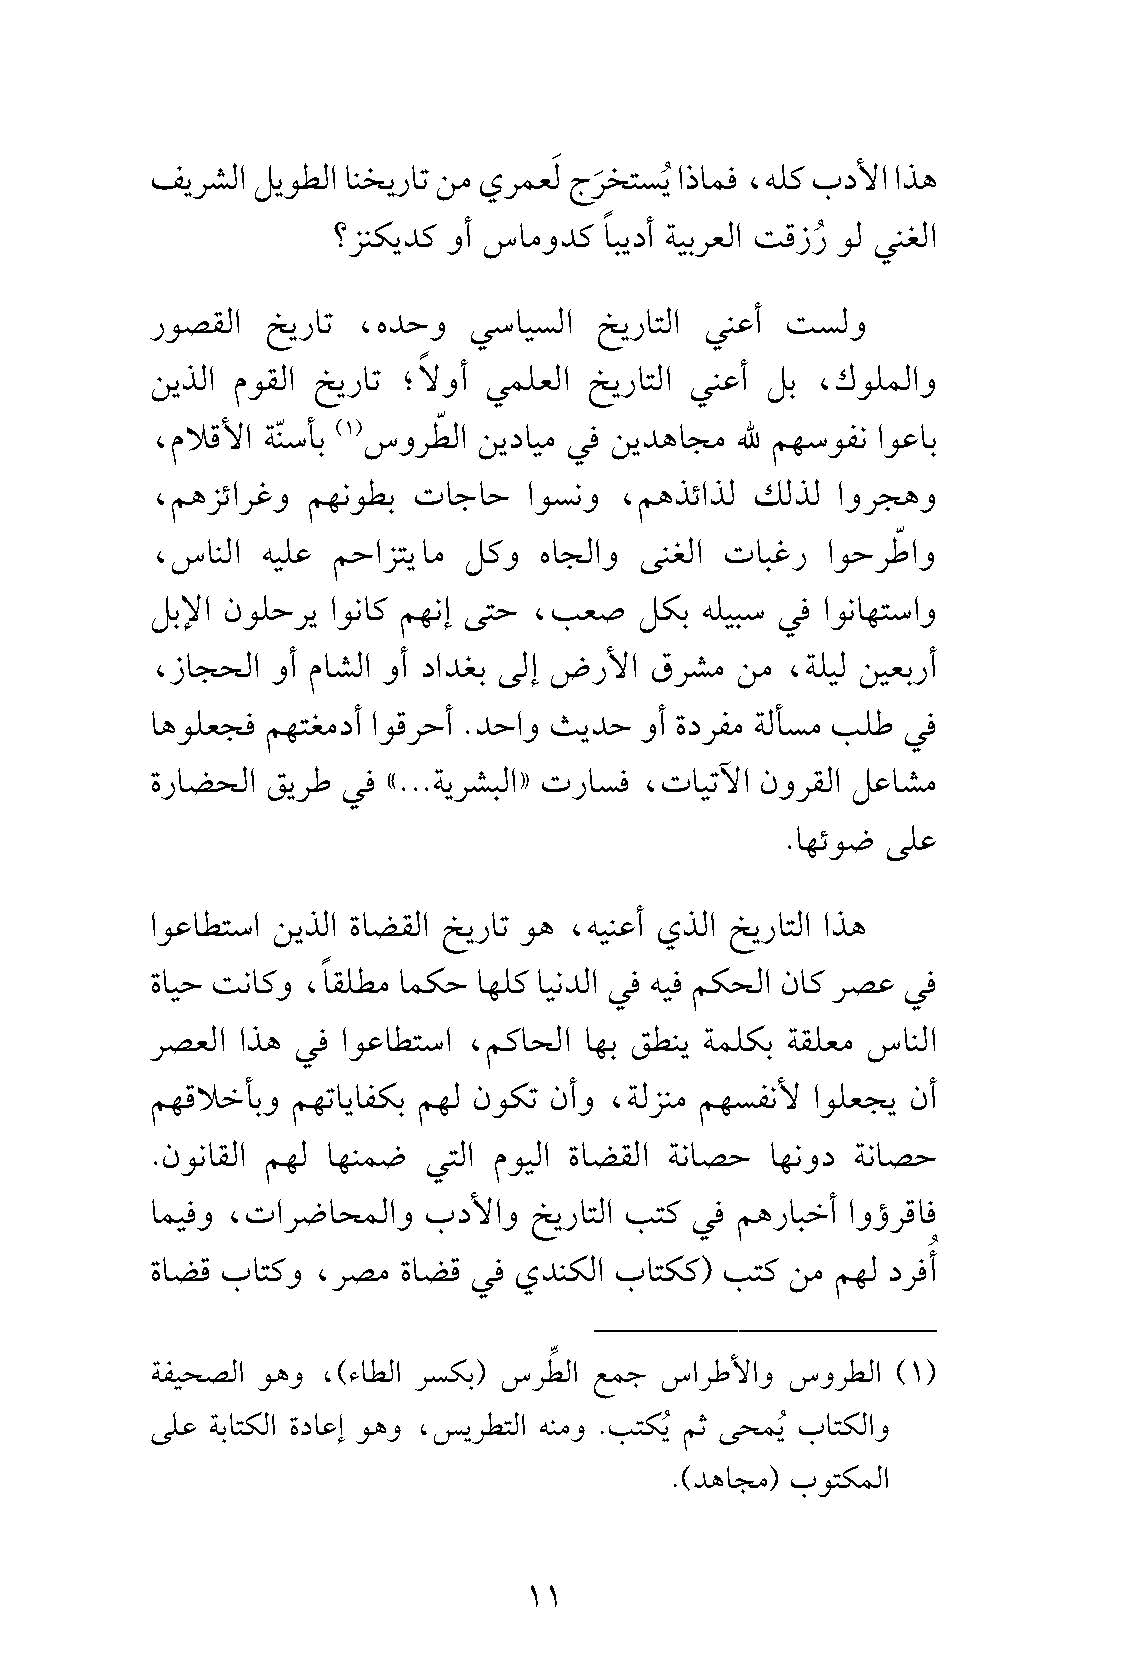 هذا الأدب كله، فماذا يُستخرَج لَعمري من تاريخنا الطويل الشريف
الغني لو رُزقت العربية أديباً كدوماس أو كديكنز؟
ولست أعني التاريخ السياسي وحده، تاريخ القصور
والملوك، بل أعني التاريخ العلمي أولاً؛ تاريخ القوم الذين
باعوا نفوسهم لله مجاهدين في ميادين الطّروس(١) بأسنّة الأقلام،
وهجروا لذلك لذائذهم، ونسوا حاجات بطونهم وغرائزهم،
واطّرحوا رغبات الغنى والجاه وكل مايتزاحم عليه الناس،
واستهانوا في سبيله بكل صعب، حتى إنهم كانوا يرحلون الإبل
أربعين ليلة، من مشرق الأرض إلى بغداد أو الشام أو الحجاز،
في طلب مسألة مفردة أو حديث واحد. أحرقوا أدمغتهم فجعلوها
مشاعل القرون الآتيات، فسارت «البشرية...» في طريق الحضارة
على ضوئها.
هذا التاريخ الذي أعنيه، هو تاريخ القضاة الذين استطاعوا
في عصر كان الحكم فيه في الدنيا كلها حكما مطلقاً، وكانت حياة
الناس معلقة بكلمة ينطق بها الحاكم، استطاعوا في هذا العصر
أن يجعلوا لأنفسهم منزلة، وأن تكون لهم بكفاياتهم وبأخلاقهم
حصانة دونها حصانة القضاة اليوم التي ضمنها لهم القانون.
فاقرؤوا أخبارهم في كتب التاريخ والأدب والمحاضرات، وفيما
أُفرد لهم من كتب (ككتاب الكندي في قضاة مصر، وكتاب قضاة
(١) الطروس والأطراس جمع الطِّرس (بكسر الطاء)، وهو الصحيفة
والكتاب يُمحى ثم يُكتب. ومنه التطريس، وهو إعادة الكتابة على
المكتوب (مجاهد).
١١